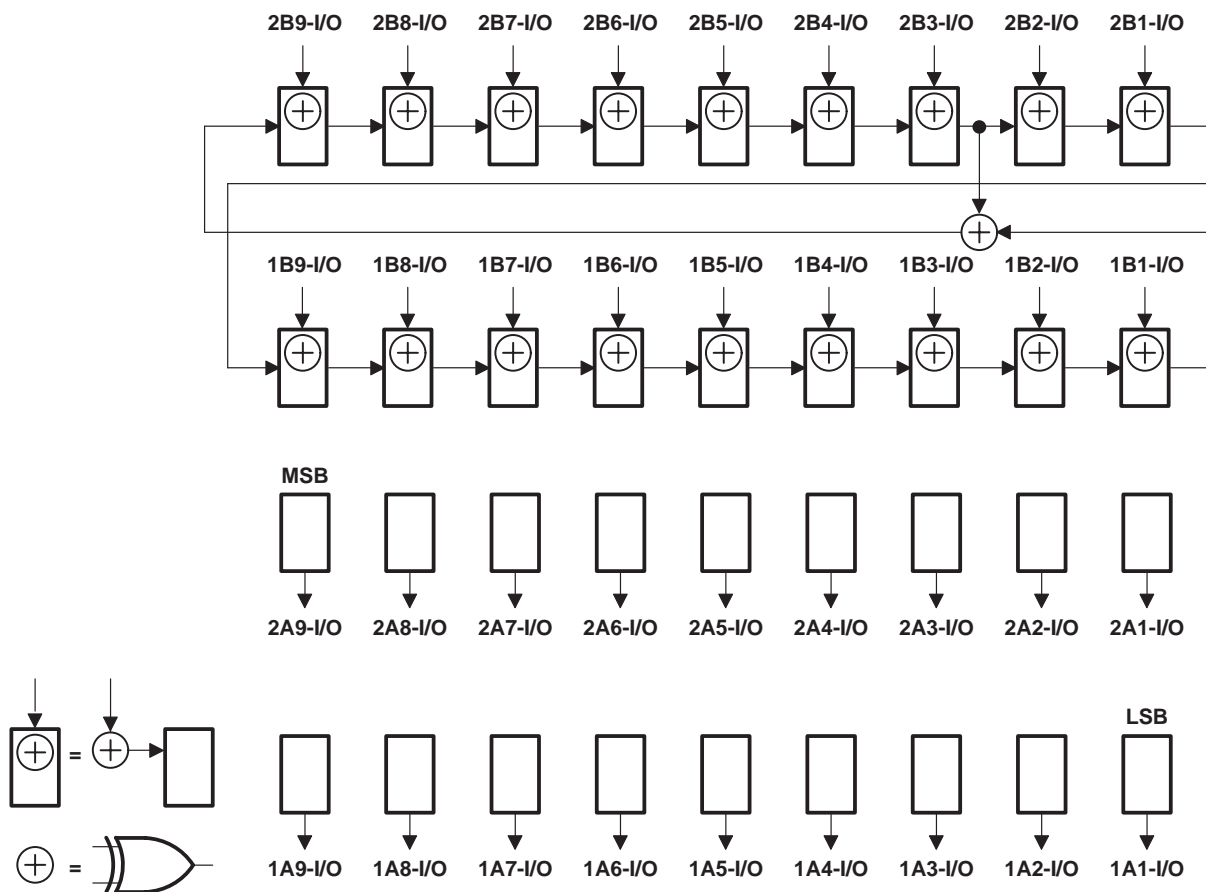 2B9-I/O 2B8-I/O 2B7-I/O 2B6-I/O 2B5-I/O 2B4-I/O 2B3-I/O 2B2-I/O 2B1-I/O
1B9-I/O 1B8-I/O 1B7-I/O 1B6-I/O 1B5-I/O 1B4-I/O 1B3-I/O 1B2-I/O 1B1-I/O
MSB
2A9-I/O 2A8-I/O 2A7-I/O 2A6-I/O 2A5-I/O 2A4-I/O 2A3-I/O 2A2-I/O 2A1-I/O
LSB
=
=
1A9-I/O 1A8-I/O 1A7-I/O 1A6-I/O 1A5-I/O 1A4-I/O 1A3-I/O 1A2-I/O 1A1-I/O